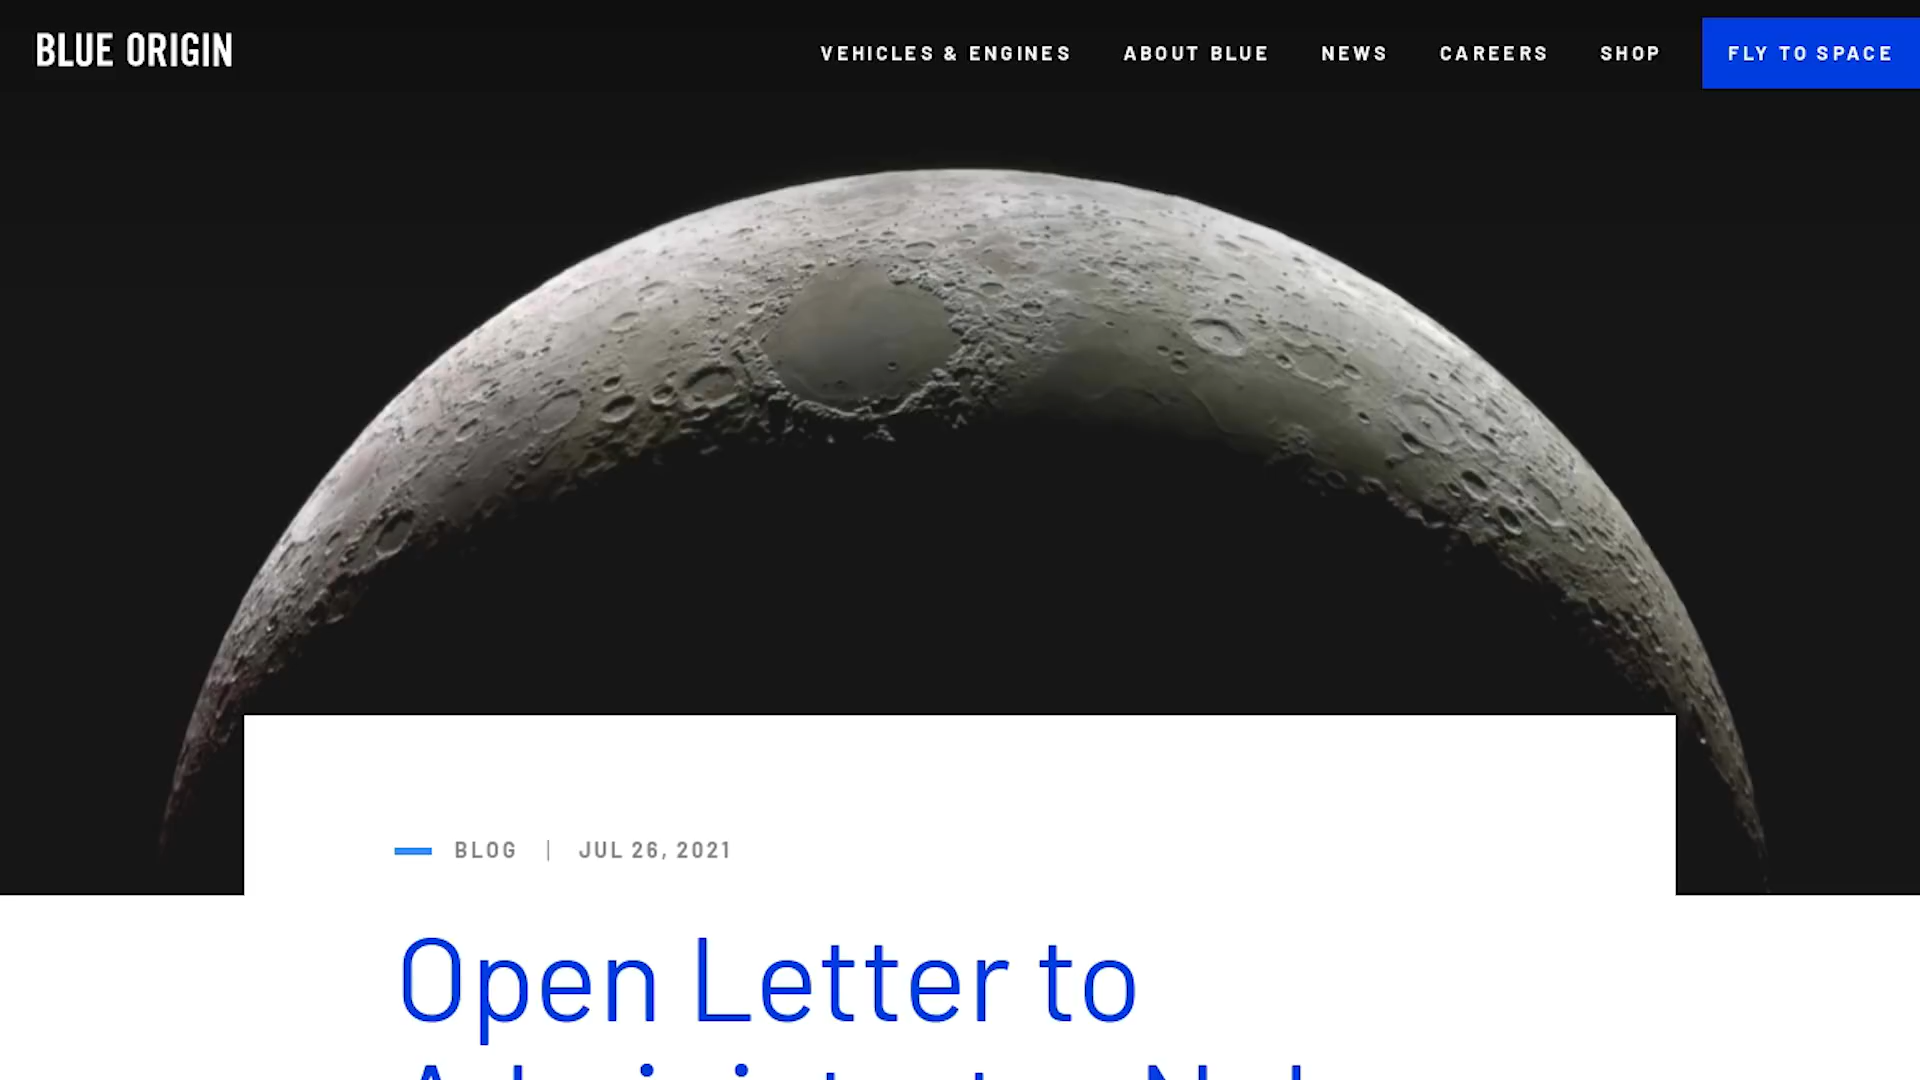 BLUE ORIGIN
VEHICLES & ENGINES ABOUT BLUE NEWS CAREERS SHOP FLY TO SPACE
BLOG | JUL 26, 2021
Open Letter to